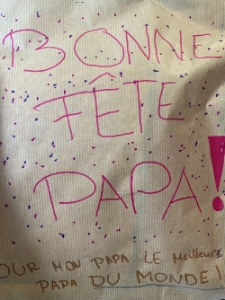 BONNE
FÊTE
PAPA!
OUR MON PAPA LE Meilleure
PAPA DU MONDE!